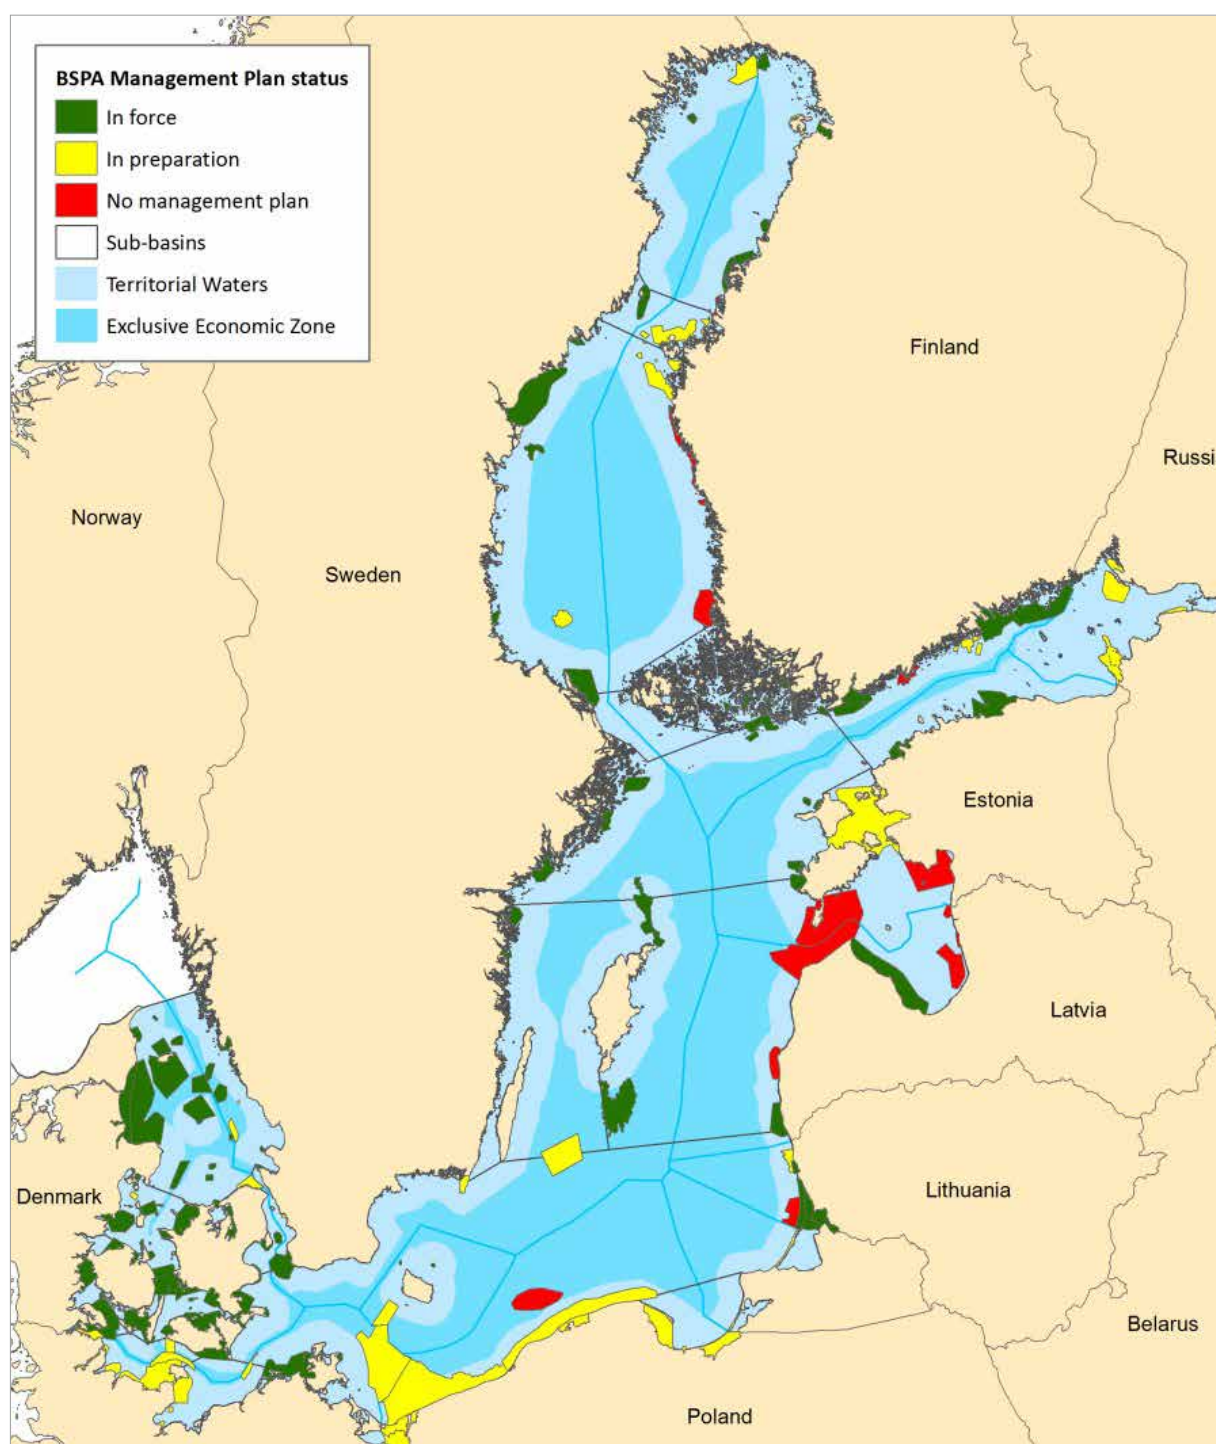 BSPA Management Plan status
In force
In preparation
No management plan
Sub-basins
Territorial Waters
Exclusive Economic Zone
Finland
Russi
Norway
Sweden
Estonia
Latvia
Denmark
Lithuania
Belarus
Poland